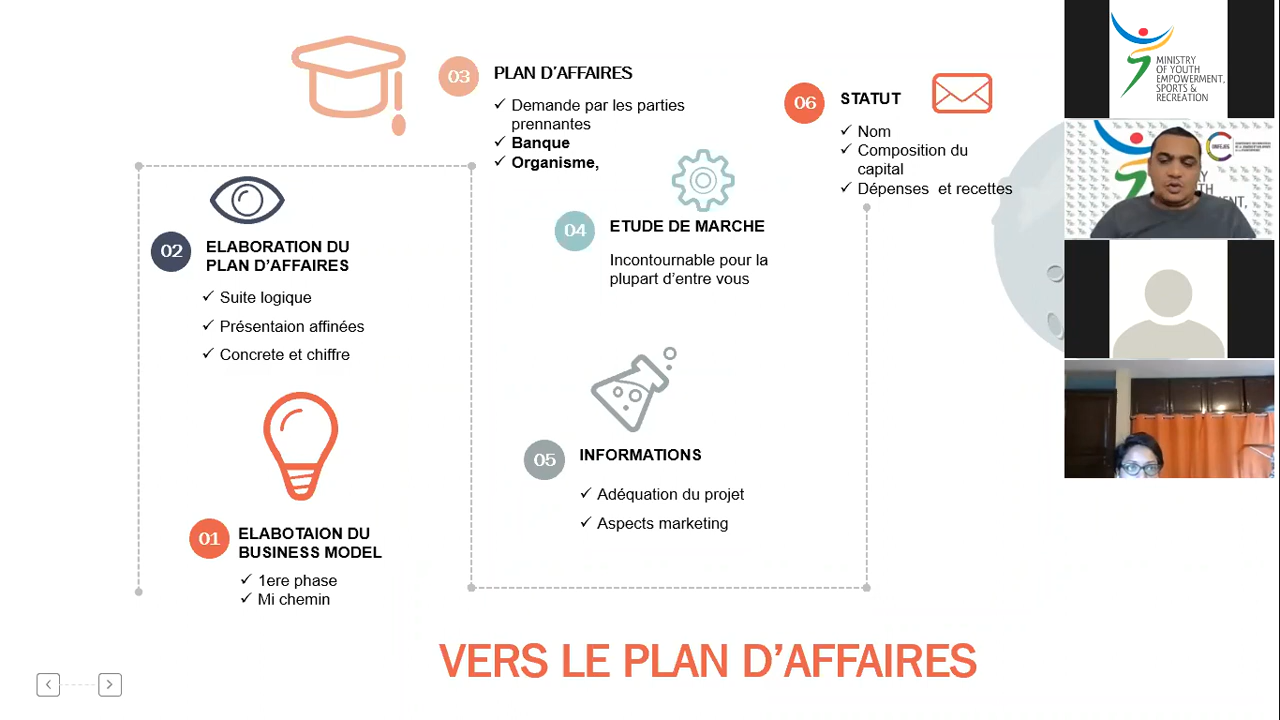 03
PLAN D’AFFAIRES
✓ Demande par les parties
prennantes
✓ Banque
✓ Organisme,
06
STATUT
✓ Nom
✓ Composition du
capital
✓ Dépenses et recettes
02
ELABORATION DU
PLAN D’AFFAIRES
✓ Suite logique
✓ Présentaion affinées
✓ Concrete et chiffre
04
ETUDE DE MARCHE
Incontournable pour la
plupart d’entre vous
01
ELABOTAION DU
BUSINESS MODEL
✓ 1ere phase
✓ Mi chemin
05
INFORMATIONS
✓ Adéquation du projet
✓ Aspects marketing
VERS LE PLAN D’AFFAIRES
MINISTRY
OF YOUTH
EMPOWERMENT,
SPORTS &
RECREATION